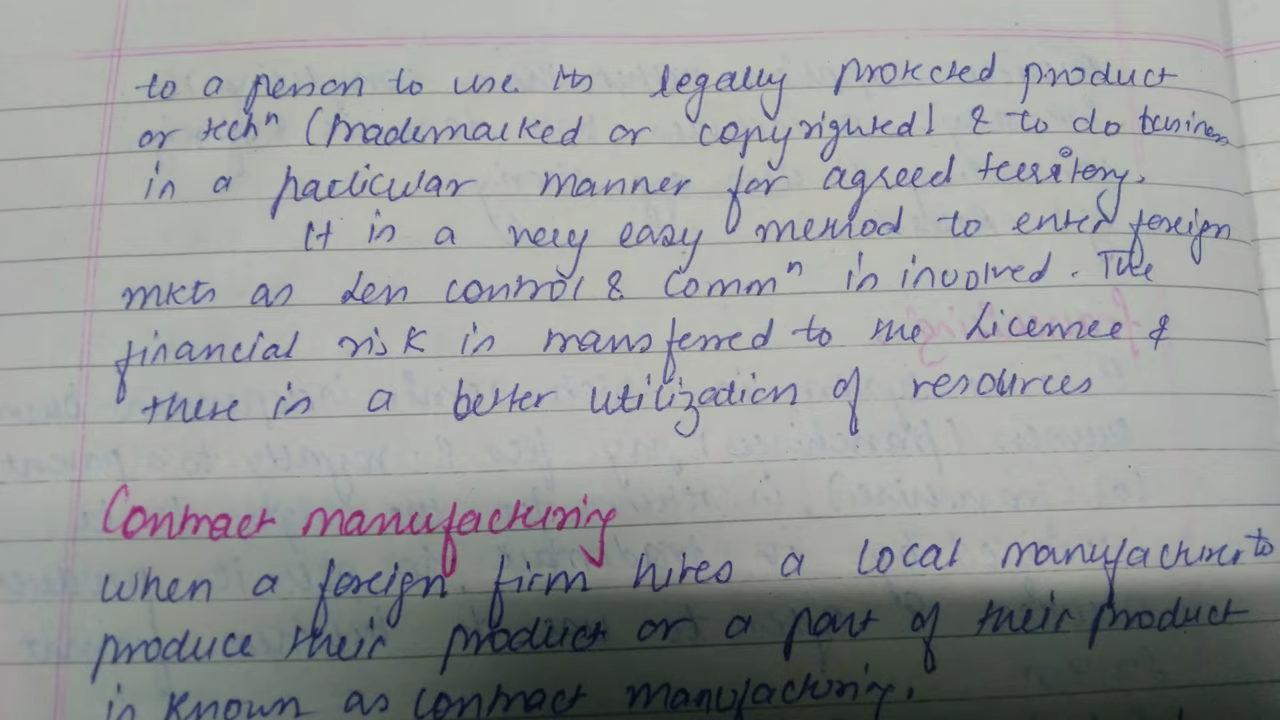 to a person to use its legally protected product
or techⁿ (trademarked or copyrighted) & to do business
in a particular manner for agreed territory.
It is a very easy method to enter foreign
mkts as less control & Commⁿ is involved. The
financial risk is transferred to the Licensee &
there is a better utilization of resources
Contract manufacturing
When a foreign firm hires a local manufacturer to
produce their product or a part of their product
is known as contract manufacturing.